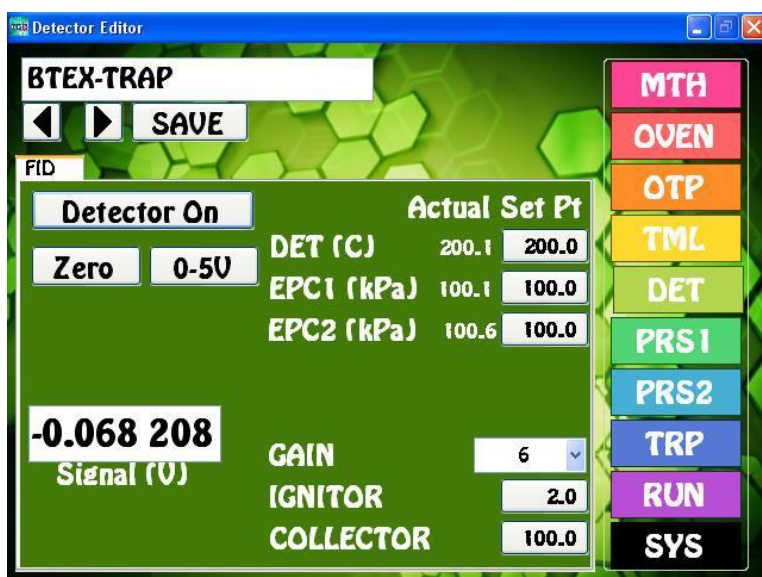 Detector Editor
BTEX-TRAP
SAVE
FID
Detector On
Zero 0-5V
Actual Set Pt
DET (C) 200.1 200.0
EPC1 (kPa) 100.1 100.0
EPC2 (kPa) 100.6 100.0
-0.068 208
Signal (V)
GAIN 6
IGNITOR 2.0
COLLECTOR 100.0
MTH
OVEN
OTP
TML
DET
PRS1
PRS2
TRP
RUN
SYS